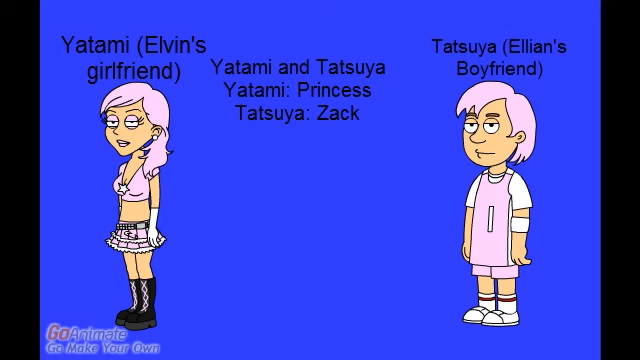 Yatami (Elvin's
girlfriend)
Yatami and Tatsuya
Yatami: Princess
Tatsuya: Zack
Tatsuya (Ellian's
Boyfriend)
GoAnimate
Go Make Your Own